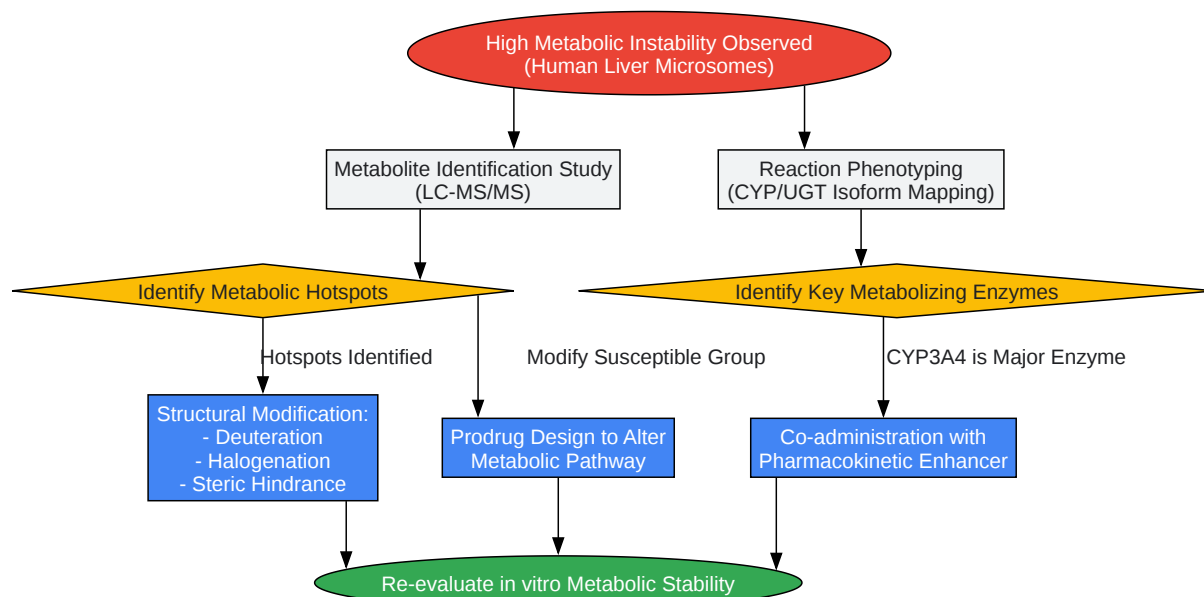 High Metabolic Instability Observed
(Human Liver Microsomes)
Metabolite Identification Study
(LC-MS/MS)
Reaction Phenotyping
(CYP/UGT Isoform Mapping)
Identify Metabolic Hotspots
Identify Key Metabolizing Enzymes
Hotspots Identified
Modify Susceptible Group
CYP3A4 is Major Enzyme
Structural Modification:
- Deuteration
- Halogenation
- Steric Hindrance
Prodrug Design to Alter
Metabolic Pathway
Co-administration with
Pharmacokinetic Enhancer
Re-evaluate in vitro Metabolic Stability